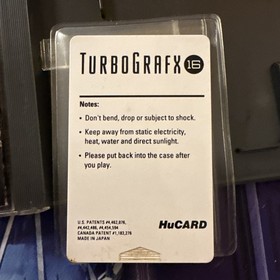 TURBOGRAFX 16
Notes:
• Don't bend, drop or subject to shock.
• Keep away from static electricity,
heat, water and direct sunlight.
• Please put back into the case after
you play.
U.S. PATENTS #4,462,076,
#4,442,488, #4,454,594
CANADA PATENT #1,183,276
MADE IN JAPAN
HuCARD